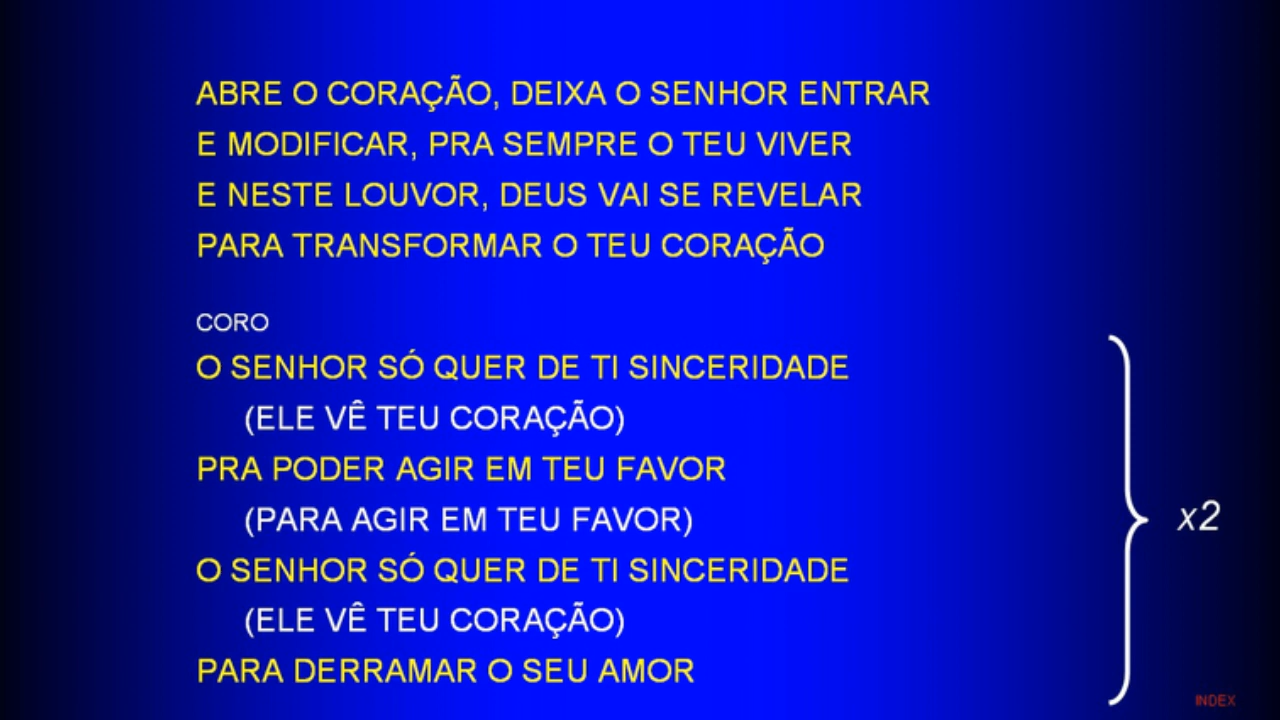 ABRE O CORAÇÃO, DEIXA O SENHOR ENTRAR
E MODIFICAR, PRA SEMPRE O TEU VIVER
E NESTE LOUVOR, DEUS VAI SE REVELAR
PARA TRANSFORMAR O TEU CORAÇÃO
CORO
O SENHOR SÓ QUER DE TI SINCERIDADE
(ELE VÊ TEU CORAÇÃO)
PRA PODER AGIR EM TEU FAVOR
(PARA AGIR EM TEU FAVOR)
O SENHOR SÓ QUER DE TI SINCERIDADE
(ELE VÊ TEU CORAÇÃO)
PARA DERRAMAR O SEU AMOR
x2
INDEX